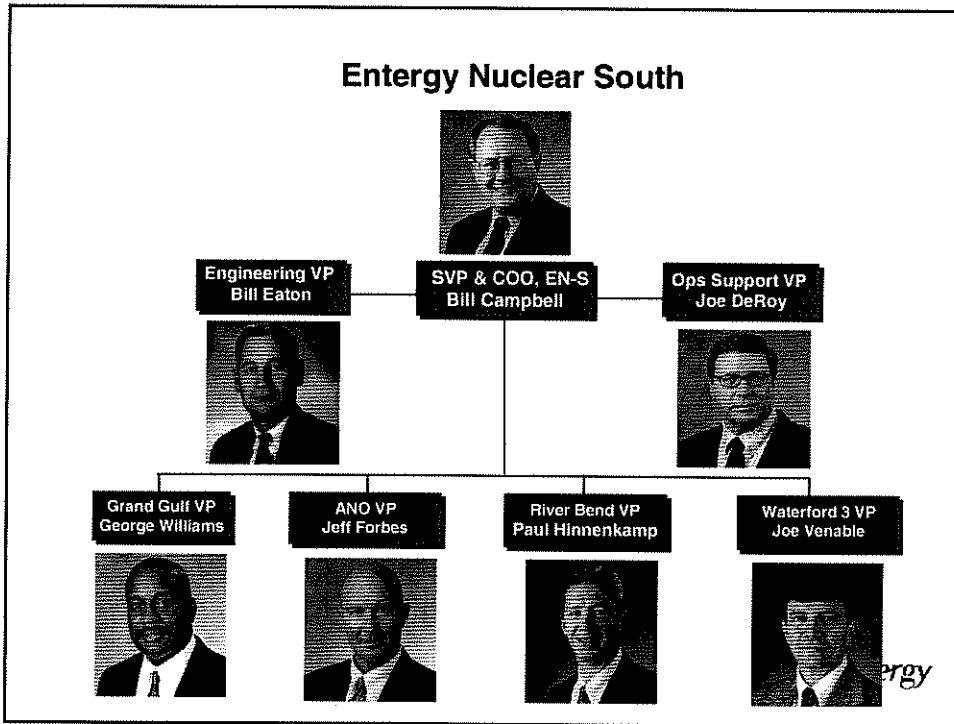 Entergy Nuclear South
Engineering VP
Bill Eaton
SVP & COO, EN-S
Bill Campbell
Ops Support VP
Joe DeRoy
Grand Gulf VP
George Williams
ANO VP
Jeff Forbes
River Bend VP
Paul Hinnenkamp
Waterford 3 VP
Joe Venable
ergy